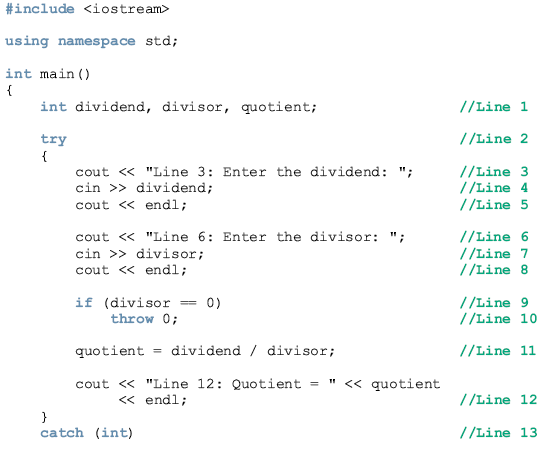 #include <iostream>
using namespace std;
int main()
{
int dividend, divisor, quotient; //Line 1
try //Line 2
{
cout << "Line 3: Enter the dividend: "; //Line 3
cin >> dividend; //Line 4
cout << endl; //Line 5
cout << "Line 6: Enter the divisor: "; //Line 6
cin >> divisor; //Line 7
cout << endl; //Line 8
if (divisor == 0) //Line 9
throw 0; //Line 10
quotient = dividend / divisor; //Line 11
cout << "Line 12: Quotient = " << quotient
<< endl; //Line 12
}
catch (int) //Line 13